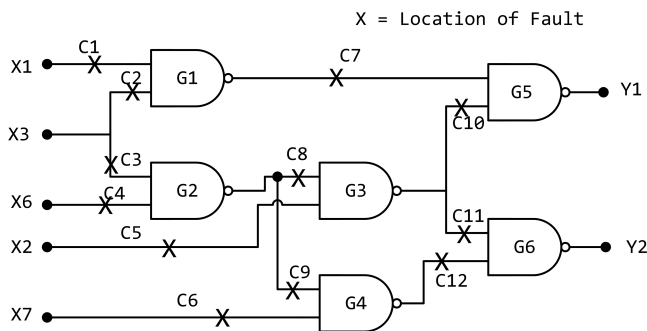 X = Location of Fault
C1
C7
X1
C2
G1
G5
Y1
C10
X3
C3
C8
C4
G2
G3
X6
C11
X2
C5
G6
Y2
C9
C12
X7
C6
G4